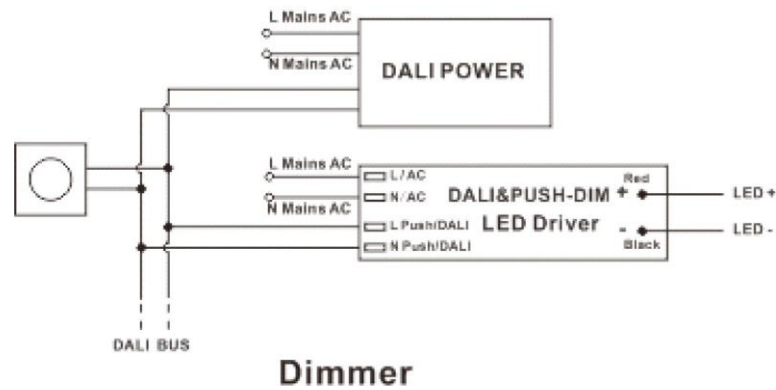 L Mains AC
N Mains AC
DALI POWER
L Mains AC
N Mains AC
L/AC
N/AC
L Push/DALI
N Push/DALI
DALI&PUSH-DIM
LED Driver
Red
+
-
Black
LED +
LED -
DALI BUS
Dimmer